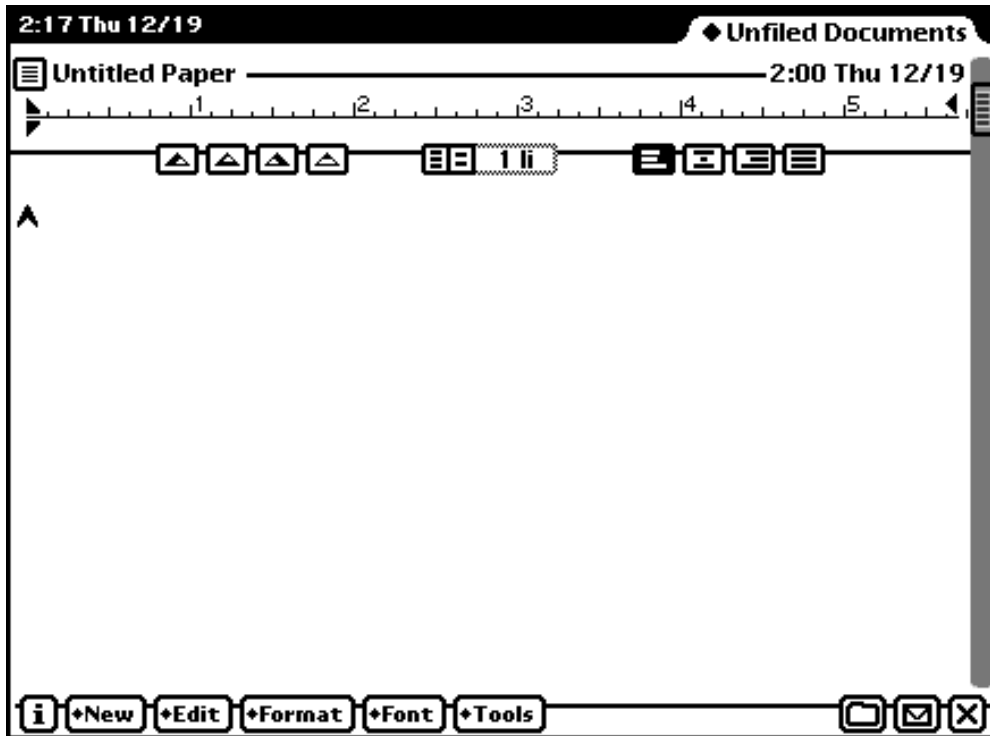 2:17 Thu 12/19 ◆Unfiled Documents
Untitled Paper 2:00 Thu 12/19
1 2 3 4 5
1 li
i ◆New ◆Edit ◆Format ◆Font ◆Tools